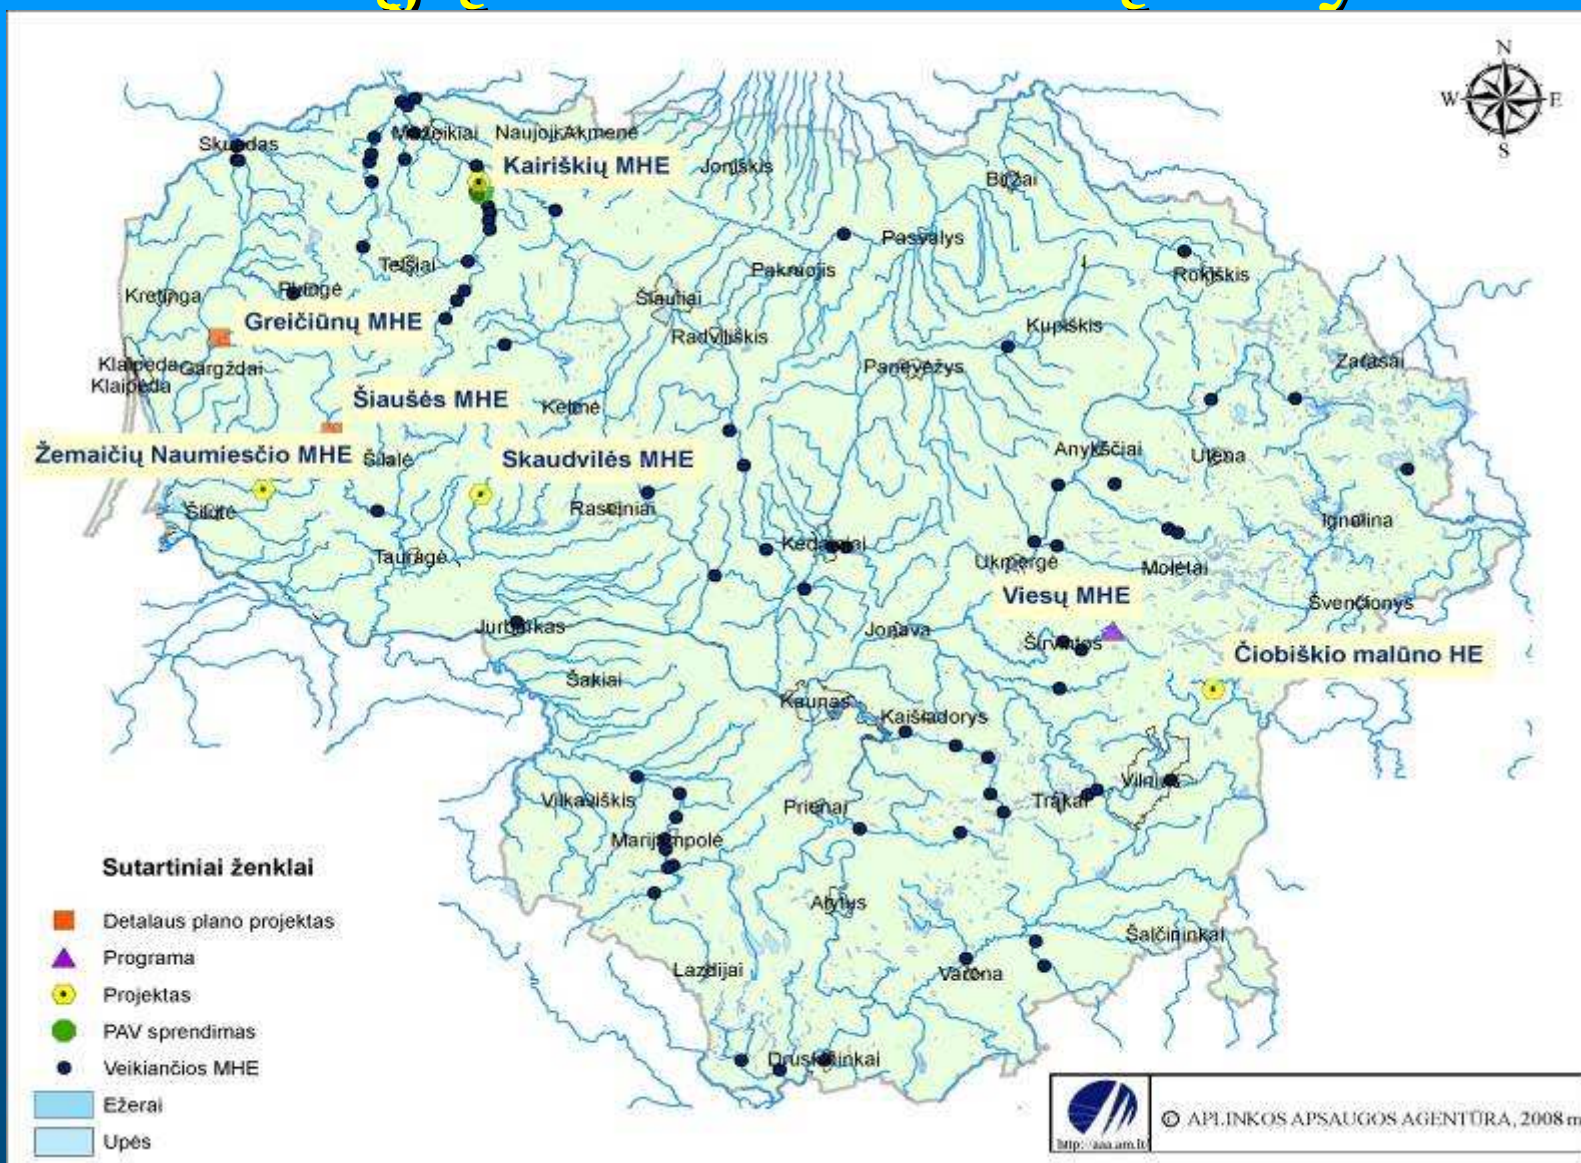 N
W E
S
Skuodas
Mažeikiai
Naujoji Akmenė
Kairiškių MHE
Joniškis
Biržai
Pasvalys
Pakruojis
Rokiškis
Telšiai
Kretinga
Plungė
Šiauliai
Greičiūnų MHE
Radviliškis
Kupiškis
Klaipėda
Gargždai
Klaipėda
Panevėžys
Zarasai
Šiaušės MHE
Kelmė
Žemaičių Naumiesčio MHE
Šilalė
Skaudvilės MHE
Anykščiai
Utena
Šilutė
Raseiniai
Ignalina
Tauragė
Kėdainiai
Ukmergė
Molėtai
Viesų MHE
Švenčionys
Jurbarkas
Jonava
Širvintos
Čiobiškio malūno HE
Šakiai
Kaunas
Kaišiadorys
Vilkaviškis
Prienai
Trakai
Vilnius
Marijampolė
Alytus
Šalčininkai
Lazdijai
Varėna
Druskininkai
Sutartiniai ženklai
Detalaus plano projektas
Programa
Projektas
PAV sprendimas
Veikiančios MHE
Ežerai
Upės
http://aaa.am.lt/
© APLINKOS APSAUGOS AGENTŪRA, 2008 m